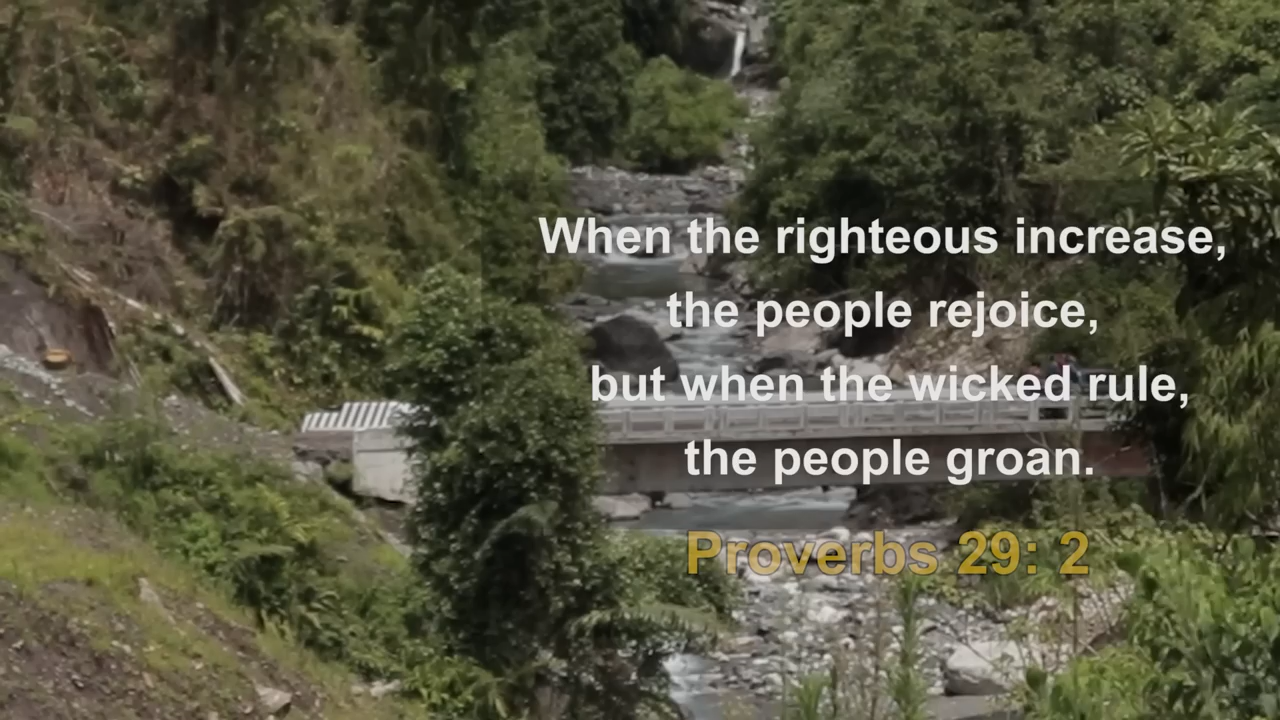 When the righteous increase,
the people rejoice,
but when the wicked rule,
the people groan.
Proverbs 29: 2